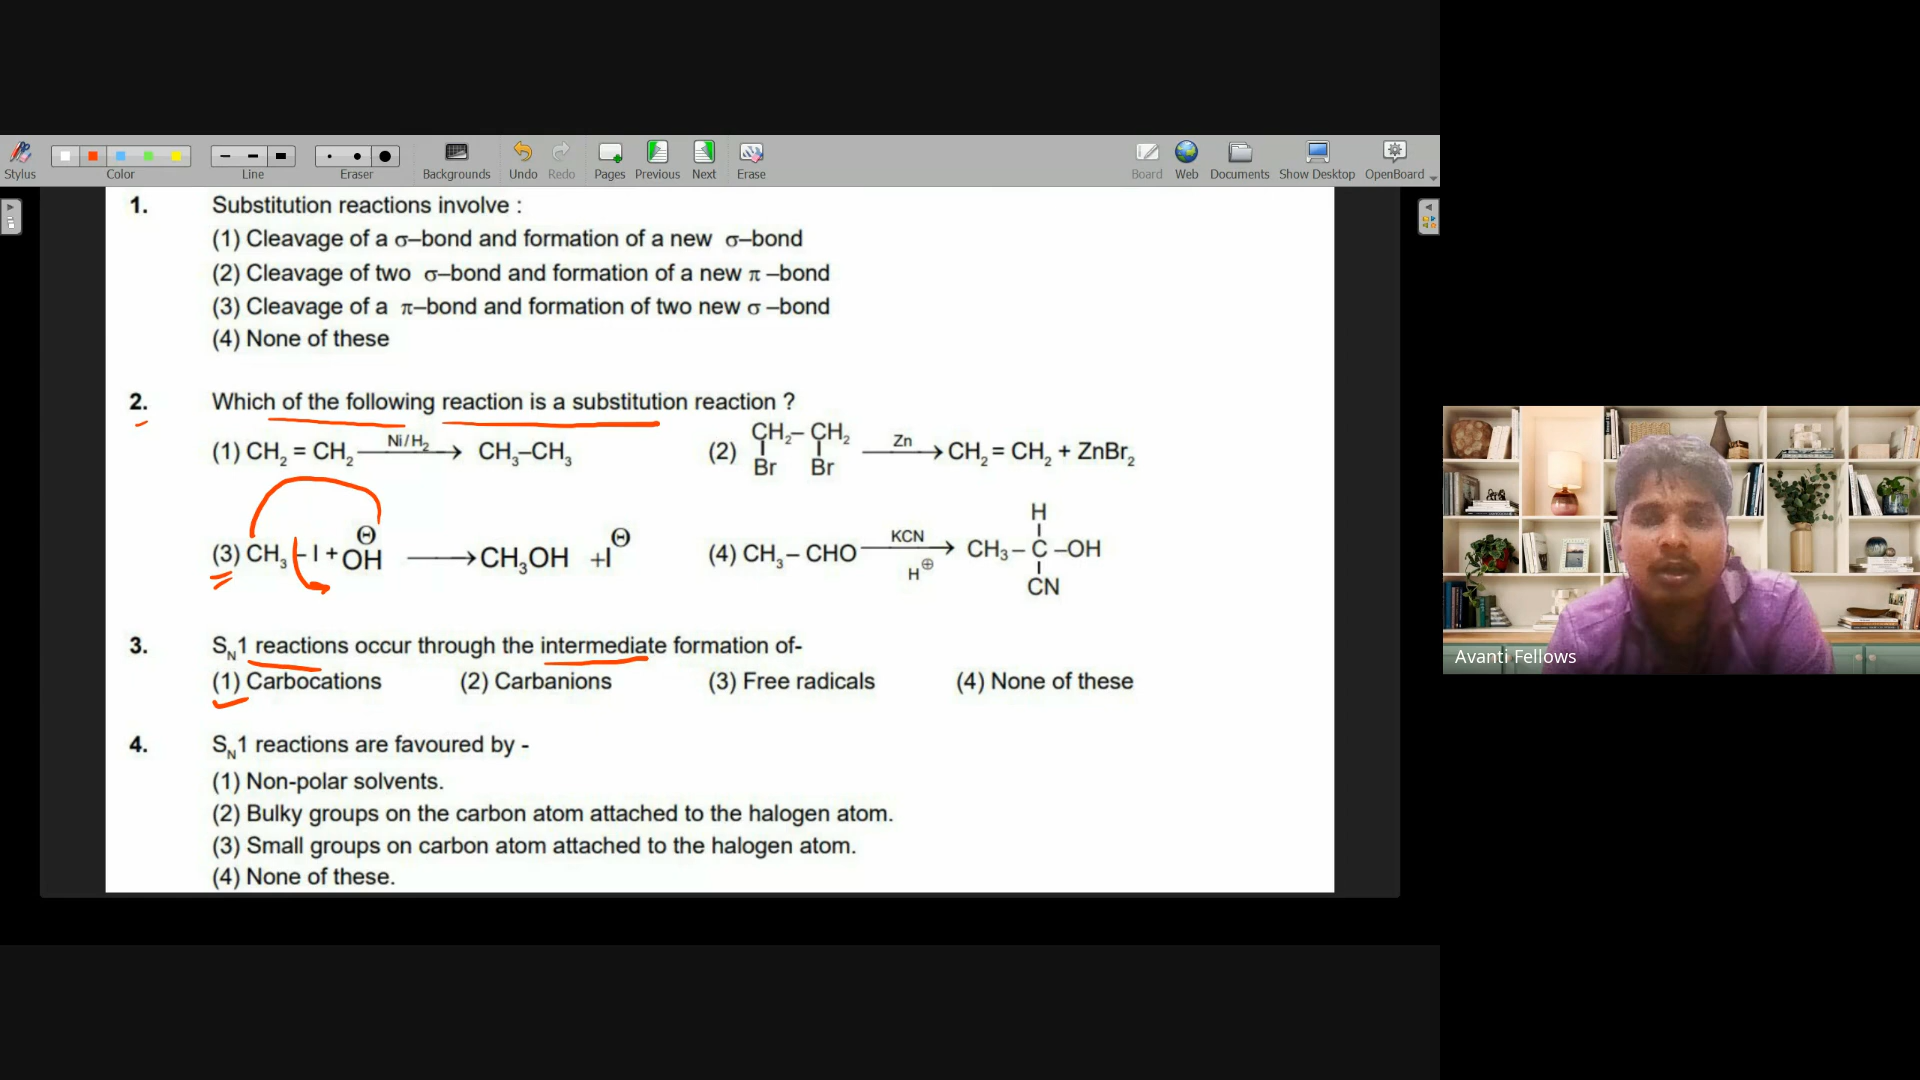 Stylus Color Line Eraser Backgrounds Undo Redo Pages Previous Next Erase Board Web Documents Show Desktop OpenBoard
1. Substitution reactions involve :
(1) Cleavage of a σ–bond and formation of a new σ–bond
(2) Cleavage of two σ–bond and formation of a new π –bond
(3) Cleavage of a π–bond and formation of two new σ –bond
(4) None of these
2. Which of the following reaction is a substitution reaction ?
(1) CH₂ = CH₂ —Ni/H₂→ CH₃–CH₃ (2) CH₂– CH₂ —Zn→ CH₂ = CH₂ + ZnBr₂
Br Br
(3) CH₃ – I + OH⊖ ⟶ CH₃OH + I⊖ (4) CH₃ – CHO —KCN/H⊕→ CH₃ – C –OH
H
CN
3. S_N1 reactions occur through the intermediate formation of-
(1) Carbocations (2) Carbanions (3) Free radicals (4) None of these
4. S_N1 reactions are favoured by -
(1) Non-polar solvents.
(2) Bulky groups on the carbon atom attached to the halogen atom.
(3) Small groups on carbon atom attached to the halogen atom.
(4) None of these.
Avanti Fellows